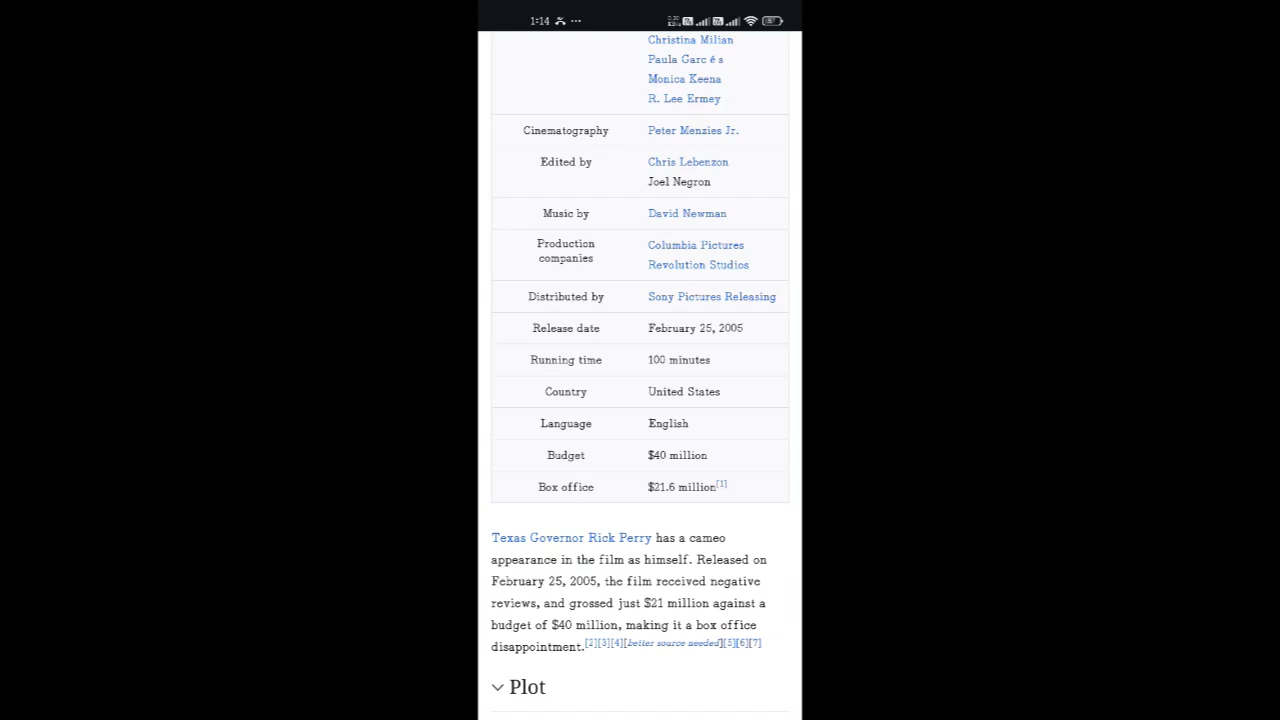 1:14 ...
Christina Milian
Paula Garc é s
Monica Keena
R. Lee Ermey
Cinematography Peter Menzies Jr.
Edited by Chris Lebenzon
Joel Negron
Music by David Newman
Production companies Columbia Pictures
Revolution Studios
Distributed by Sony Pictures Releasing
Release date February 25, 2005
Running time 100 minutes
Country United States
Language English
Budget $40 million
Box office $21.6 million[1]
Texas Governor Rick Perry has a cameo
appearance in the film as himself. Released on
February 25, 2005, the film received negative
reviews, and grossed just $21 million against a
budget of $40 million, making it a box office
disappointment.[2][3][4][better source needed][5][6][7]
Plot